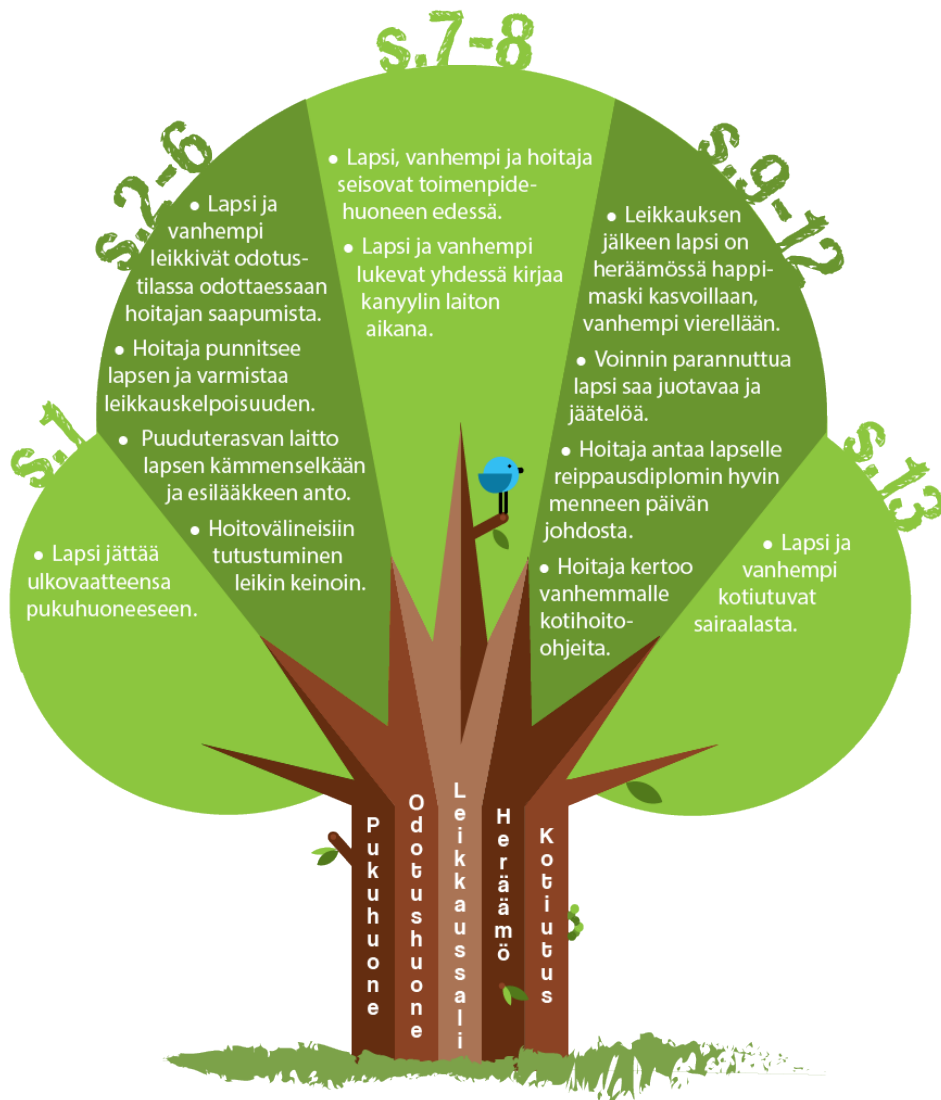 s.1
• Lapsi jättää
ulkovaatteensa
pukuhuoneeseen.
s.2-6
• Lapsi ja
vanhempi
leikkivät odotus-
tilassa odottaessaan
hoitajan saapumista.
• Hoitaja punnitsee
lapsen ja varmistaa
leikkauskelpoisuuden.
• Puuduterasvan laitto
lapsen kämmenselkään
ja esilääkkeen anto.
• Hoitovälineisiin
tutustuminen
leikin keinoin.
s.7-8
• Lapsi, vanhempi ja hoitaja
seisovat toimenpide-
huoneen edessä.
• Lapsi ja vanhempi
lukevat yhdessä kirjaa
kanyylin laiton
aikana.
s.9-12
• Leikkauksen
jälkeen lapsi on
heräämössä happi-
maski kasvoillaan,
vanhempi vierellään.
• Voinnin parannuttua
lapsi saa juotavaa ja
jäätelöä.
• Hoitaja antaa lapselle
reippausdiplomin hyvin
menneen päivän
johdosta.
• Hoitaja kertoo
vanhemmalle
kotihoito-
ohjeita.
s.13
• Lapsi ja
vanhempi
kotiutuvat
sairaalasta.
Pukuhuone
Odotushuone
Leikkaussali
Heräämö
Kotiutus